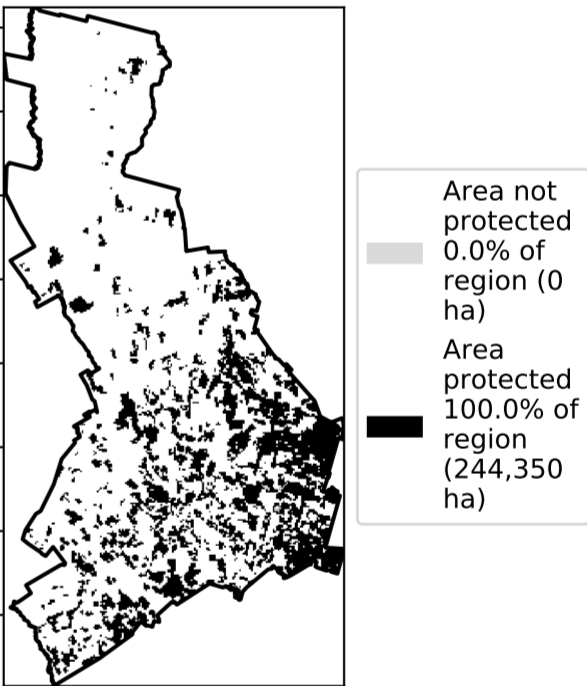 Area not
protected
0.0% of
region (0
ha)
Area
protected
100.0% of
region
(244,350
ha)